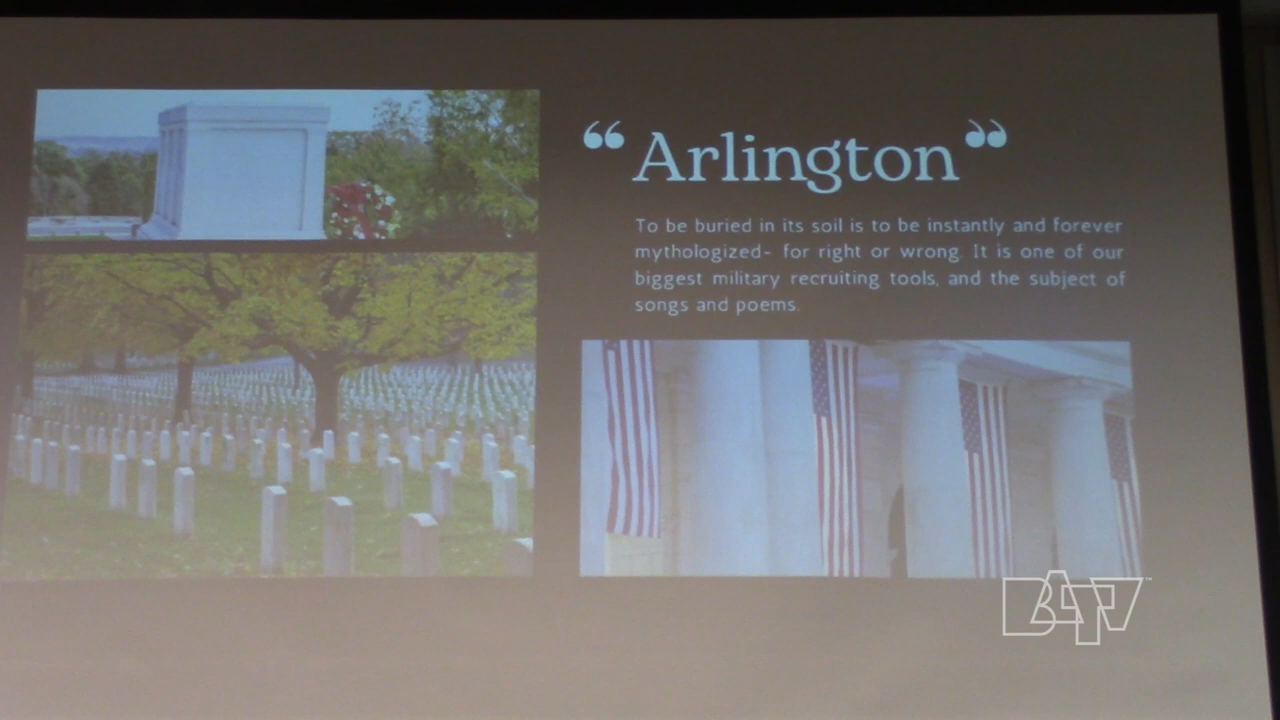 “Arlington”
To be buried in its soil is to be instantly and forever
mythologized- for right or wrong. It is one of our
biggest military recruiting tools, and the subject of
songs and poems.
BATV™